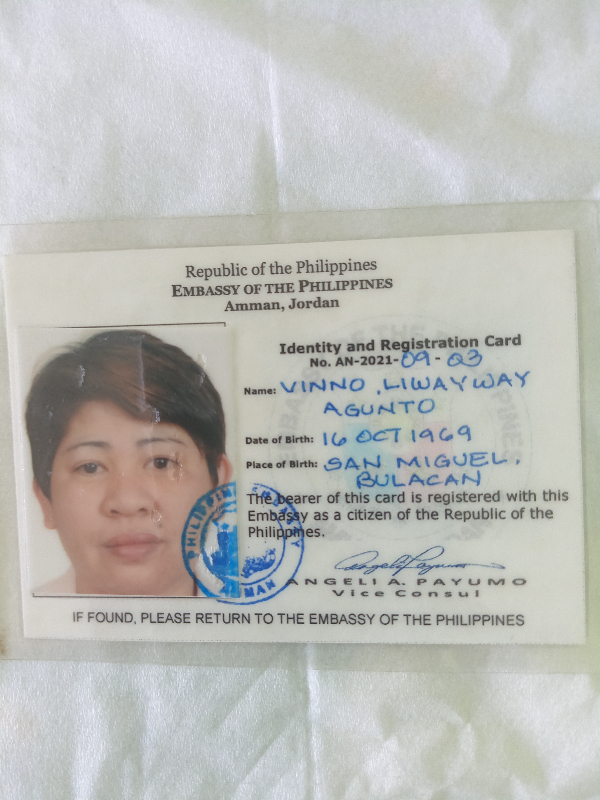 Republic of the Philippines
EMBASSY OF THE PHILIPPINES
Amman, Jordan
Identity and Registration Card
No. AN-2021-09-03
Name: VINNO, LIWAYWAY
AGUNTO
Date of Birth: 16 OCT 1969
Place of Birth: SAN MIGUEL,
BULACAN
The bearer of this card is registered with this
Embassy as a citizen of the Republic of the
Philippines.
PHILIPPINE EMBASSY
AMMAN
ANGELI A. PAYUMO
Vice Consul
IF FOUND, PLEASE RETURN TO THE EMBASSY OF THE PHILIPPINES